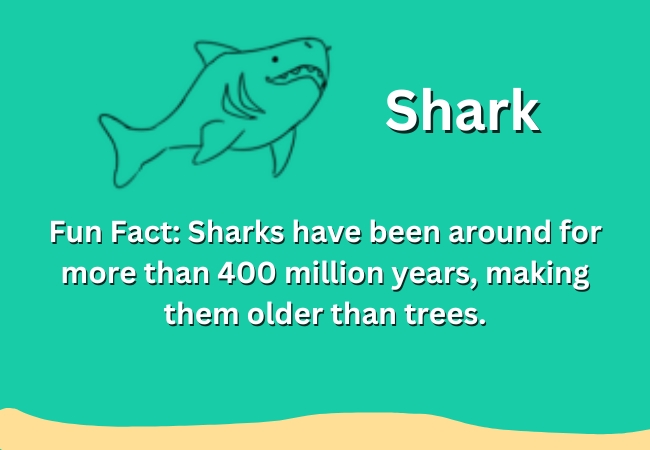 Shark
Fun Fact: Sharks have been around for
more than 400 million years, making
them older than trees.